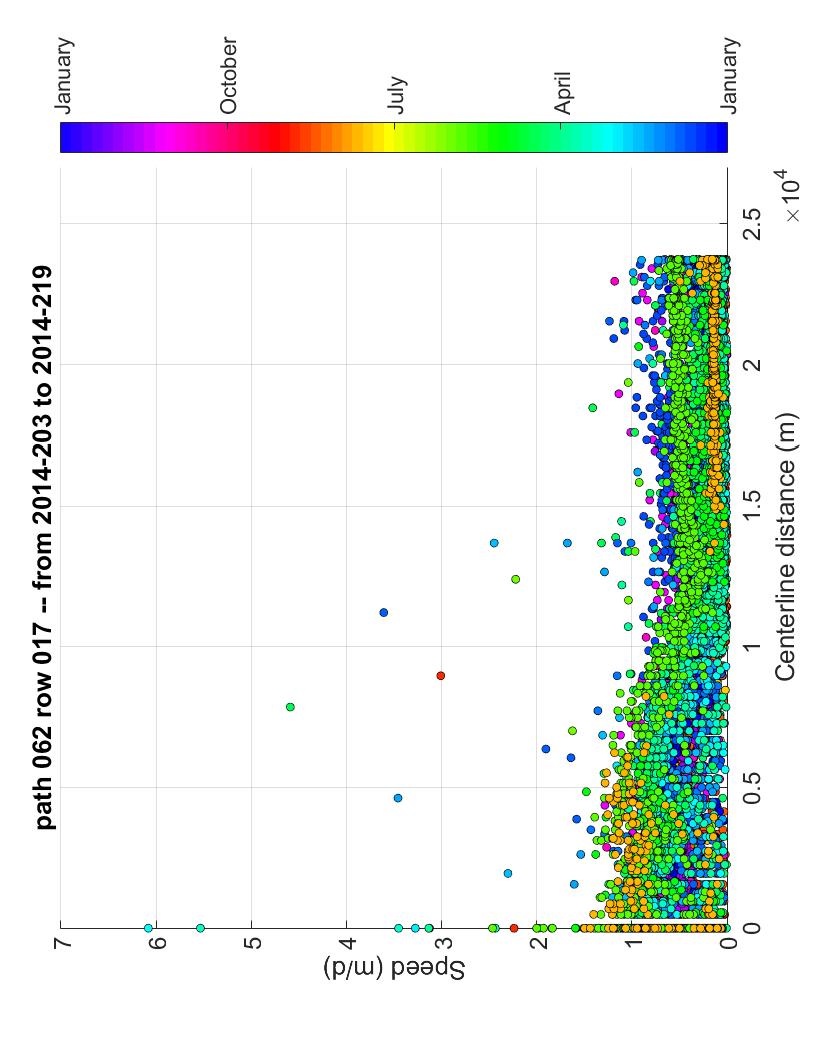 path 062 row 017 -- from 2014-203 to 2014-219
7
6
5
4
3
2
1
0
Speed (m/d)
0
0.5
1
1.5
2
2.5
×10^4
Centerline distance (m)
January
October
July
April
January